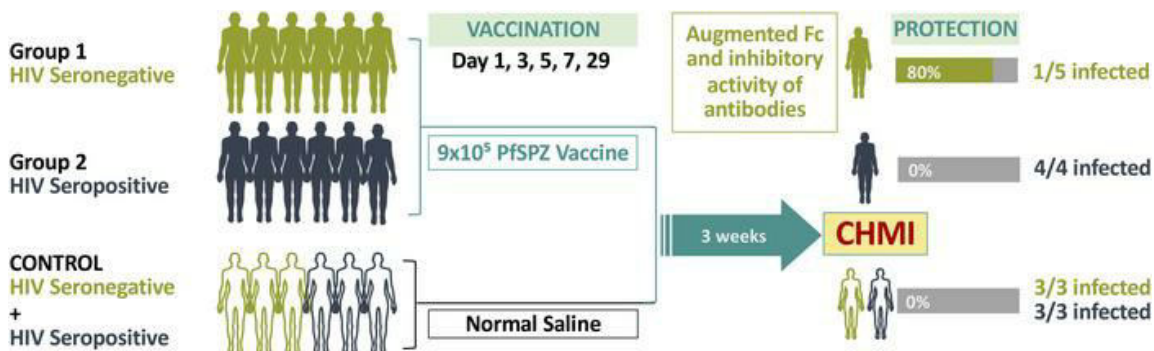 Group 1
HIV Seronegative
Group 2
HIV Seropositive
CONTROL
HIV Seronegative
+
HIV Seropositive
VACCINATION
Day 1, 3, 5, 7, 29
9x10⁵ PfSPZ Vaccine
Normal Saline
3 weeks
CHMI
Augmented Fc
and inhibitory
activity of
antibodies
PROTECTION
80%
1/5 infected
0%
4/4 infected
0%
3/3 infected
3/3 infected